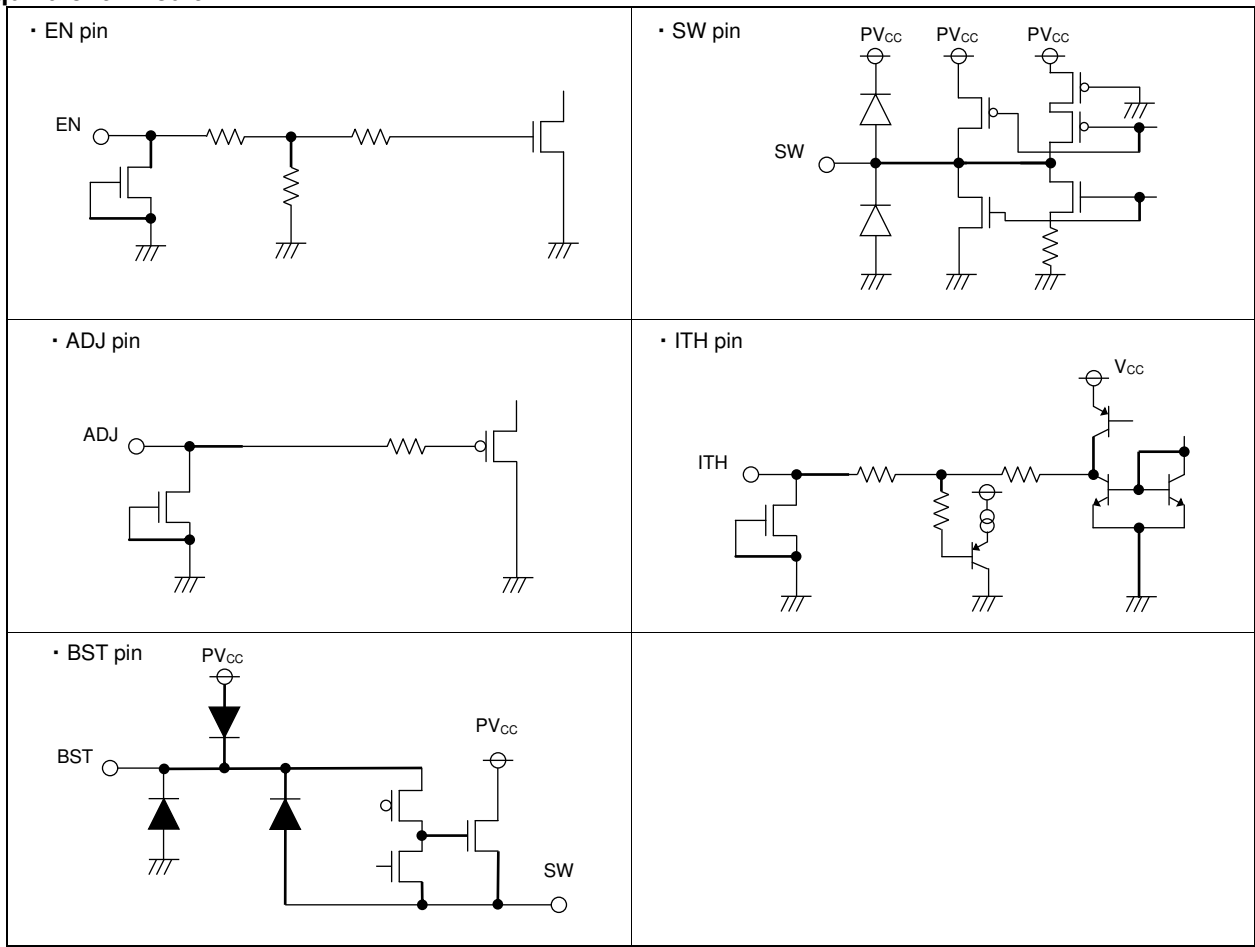 ・EN pin
EN
・SW pin
PVCC PVCC PVCC
SW
・ADJ pin
ADJ
・ITH pin
VCC
ITH
・BST pin
PVCC
PVCC
BST
SW